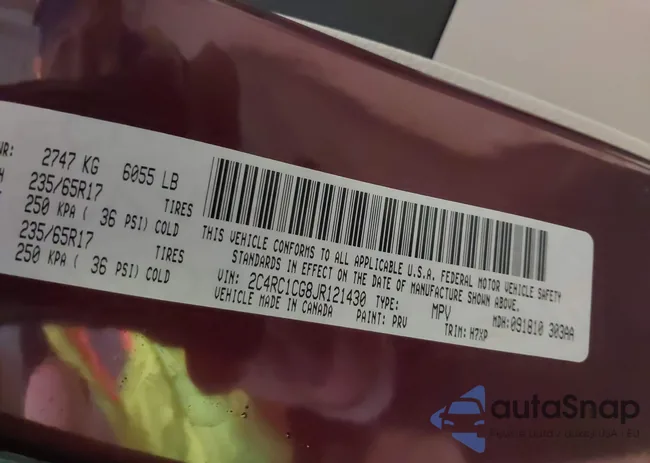 WR: 2747 KG 6055 LB
235/65R17 TIRES
250 KPA ( 36 PSI) COLD
235/65R17 TIRES
250 KPA ( 36 PSI) COLD
THIS VEHICLE CONFORMS TO ALL APPLICABLE U.S.A. FEDERAL MOTOR VEHICLE SAFETY
STANDARDS IN EFFECT ON THE DATE OF MANUFACTURE SHOWN ABOVE.
VIN: 2C4RC1CG8JR121430 TYPE: MPV MDH: 091810 303AA
VEHICLE MADE IN CANADA PAINT: PRV TRIM: H7XP
autaSnap